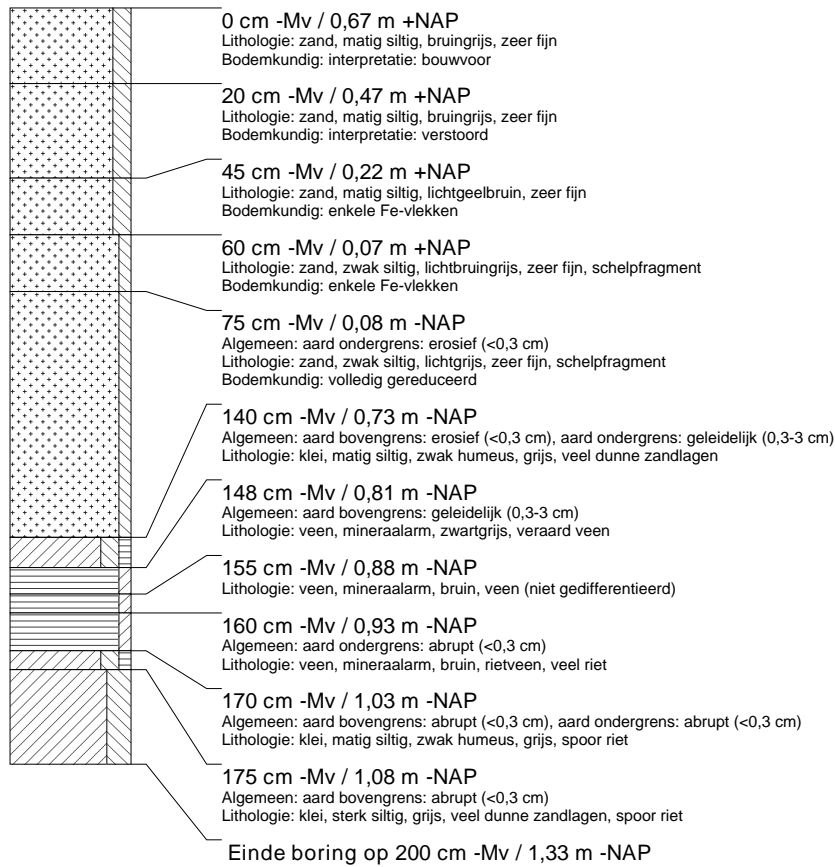 0 cm -Mv / 0,67 m +NAP
Lithologie: zand, matig siltig, bruingrijs, zeer fijn
Bodemkundig: interpretatie: bouwvoor
20 cm -Mv / 0,47 m +NAP
Lithologie: zand, matig siltig, bruingrijs, zeer fijn
Bodemkundig: interpretatie: verstoord
45 cm -Mv / 0,22 m +NAP
Lithologie: zand, matig siltig, lichtgeelbruin, zeer fijn
Bodemkundig: enkele Fe-vlekken
60 cm -Mv / 0,07 m +NAP
Lithologie: zand, zwak siltig, lichtbruingrijs, zeer fijn, schelpfragment
Bodemkundig: enkele Fe-vlekken
75 cm -Mv / 0,08 m -NAP
Algemeen: aard ondergrens: erosief (<0,3 cm)
Lithologie: zand, zwak siltig, lichtgrijs, zeer fijn, schelpfragment
Bodemkundig: volledig gereduceerd
140 cm -Mv / 0,73 m -NAP
Algemeen: aard bovengrens: erosief (<0,3 cm), aard ondergrens: geleidelijk (0,3-3 cm)
Lithologie: klei, matig siltig, zwak humeus, grijs, veel dunne zandlagen
148 cm -Mv / 0,81 m -NAP
Algemeen: aard bovengrens: geleidelijk (0,3-3 cm)
Lithologie: veen, mineraalarm, zwartgrijs, veraard veen
155 cm -Mv / 0,88 m -NAP
Lithologie: veen, mineraalarm, bruin, veen (niet gedifferentieerd)
160 cm -Mv / 0,93 m -NAP
Algemeen: aard ondergrens: abrupt (<0,3 cm)
Lithologie: veen, mineraalarm, bruin, rietveen, veel riet
170 cm -Mv / 1,03 m -NAP
Algemeen: aard bovengrens: abrupt (<0,3 cm), aard ondergrens: abrupt (<0,3 cm)
Lithologie: klei, matig siltig, zwak humeus, grijs, spoor riet
175 cm -Mv / 1,08 m -NAP
Algemeen: aard bovengrens: abrupt (<0,3 cm)
Lithologie: klei, sterk siltig, grijs, veel dunne zandlagen, spoor riet
Einde boring op 200 cm -Mv / 1,33 m -NAP